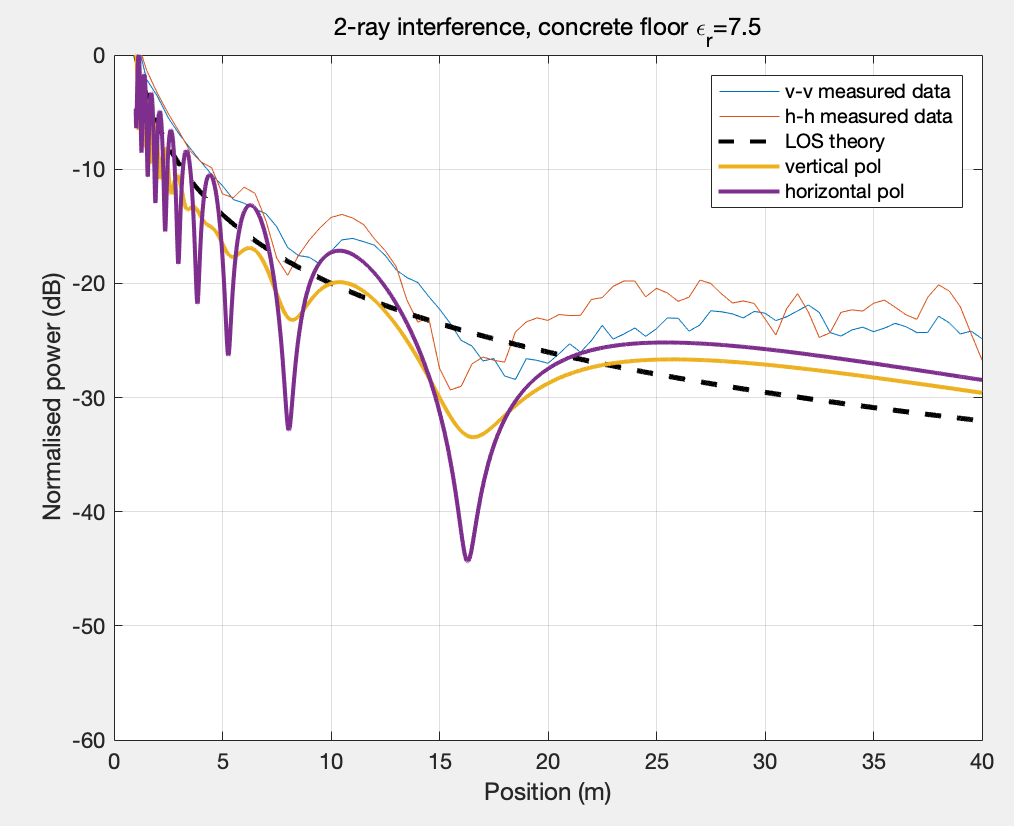 2-ray interference, concrete floor ϵr=7.5
v-v measured data
h-h measured data
LOS theory
vertical pol
horizontal pol
Normalised power (dB)
0
-10
-20
-30
-40
-50
-60
0 5 10 15 20 25 30 35 40
Position (m)